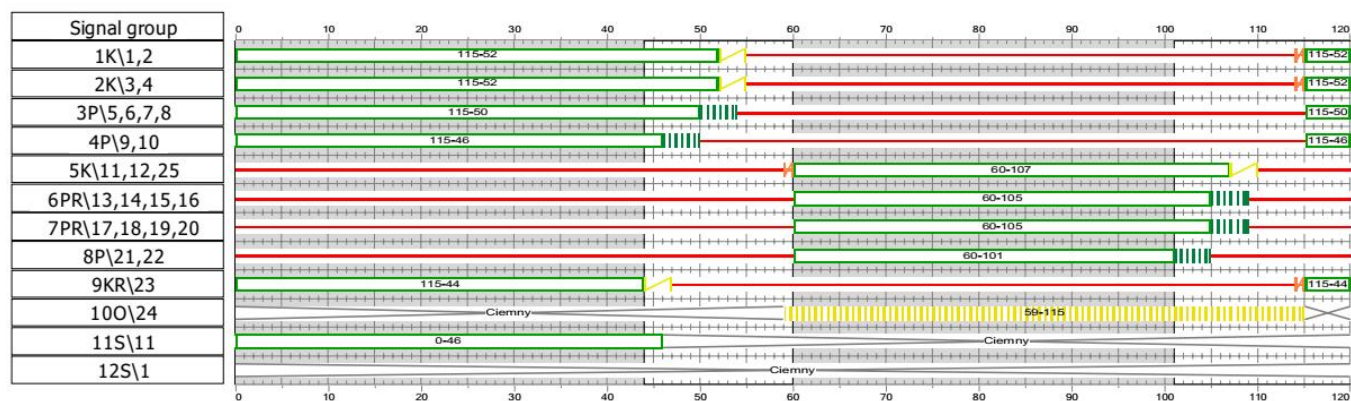 Signal group 0 10 20 30 40 50 60 70 80 90 100 110 120
1K\1,2 115-52 115-52
2K\3,4 115-52 115-52
3P\5,6,7,8 115-50 115-50
4P\9,10 115-46 115-46
5K\11,12,25 60-107
6PR\13,14,15,16 60-105
7PR\17,18,19,20 60-105
8P\21,22 60-101
9KR\23 115-44 115-44
10O\24 Ciemny 59-115
11S\11 0-46 Ciemny
12S\1 Ciemny
0 10 20 30 40 50 60 70 80 90 100 110 120